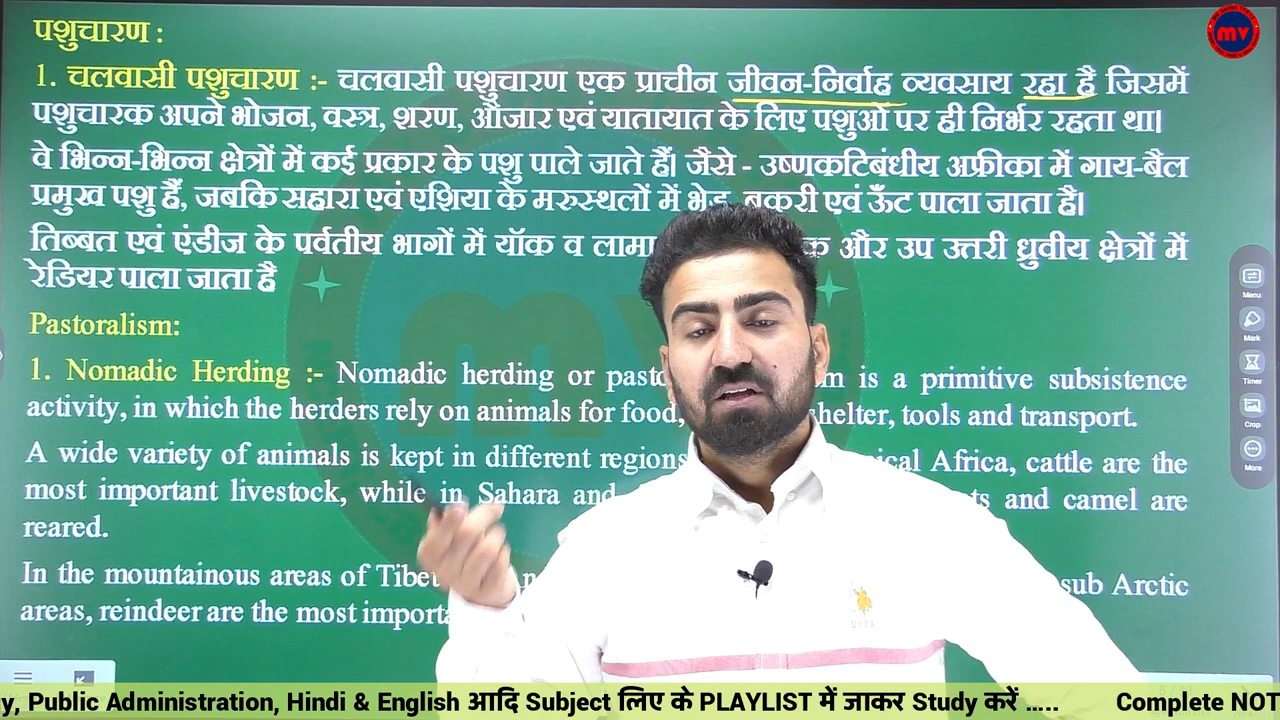 पशुचारण :
1. चलवासी पशुचारण :- चलवासी पशुचारण एक प्राचीन जीवन-निर्वाह व्यवसाय रहा है जिसमें
पशुचारक अपने भोजन, वस्त्र, शरण, औजार एवं यातायात के लिए पशुओं पर ही निर्भर रहता था।
वे भिन्न-भिन्न क्षेत्रों में कई प्रकार के पशु पाले जाते हैं। जैसे - उष्णकटिबंधीय अफ्रीका में गाय-बैल
प्रमुख पशु हैं, जबकि सहारा एवं एशिया के मरुस्थलों में भेड़, बकरी एवं ऊँट पाला जाता है।
तिब्बत एवं एंडीज के पर्वतीय भागों में यॉक व लामा और उप उत्तरी ध्रुवीय क्षेत्रों में
रेडियर पाला जाता है
Pastoralism:
1. Nomadic Herding :- Nomadic herding or is a primitive subsistence
activity, in which the herders rely on animals for food, shelter, tools and transport.
A wide variety of animals is kept in different regions Africa, cattle are the
most important livestock, while in Sahara and and camel are
reared.
In the mountainous areas of Tibet sub Arctic
areas, reindeer are the most
mv
Menu
Mark
Timer
Crop
More
USPA
Public Administration, Hindi & English आदि Subject लिए के PLAYLIST में जाकर Study करें ..... Complete